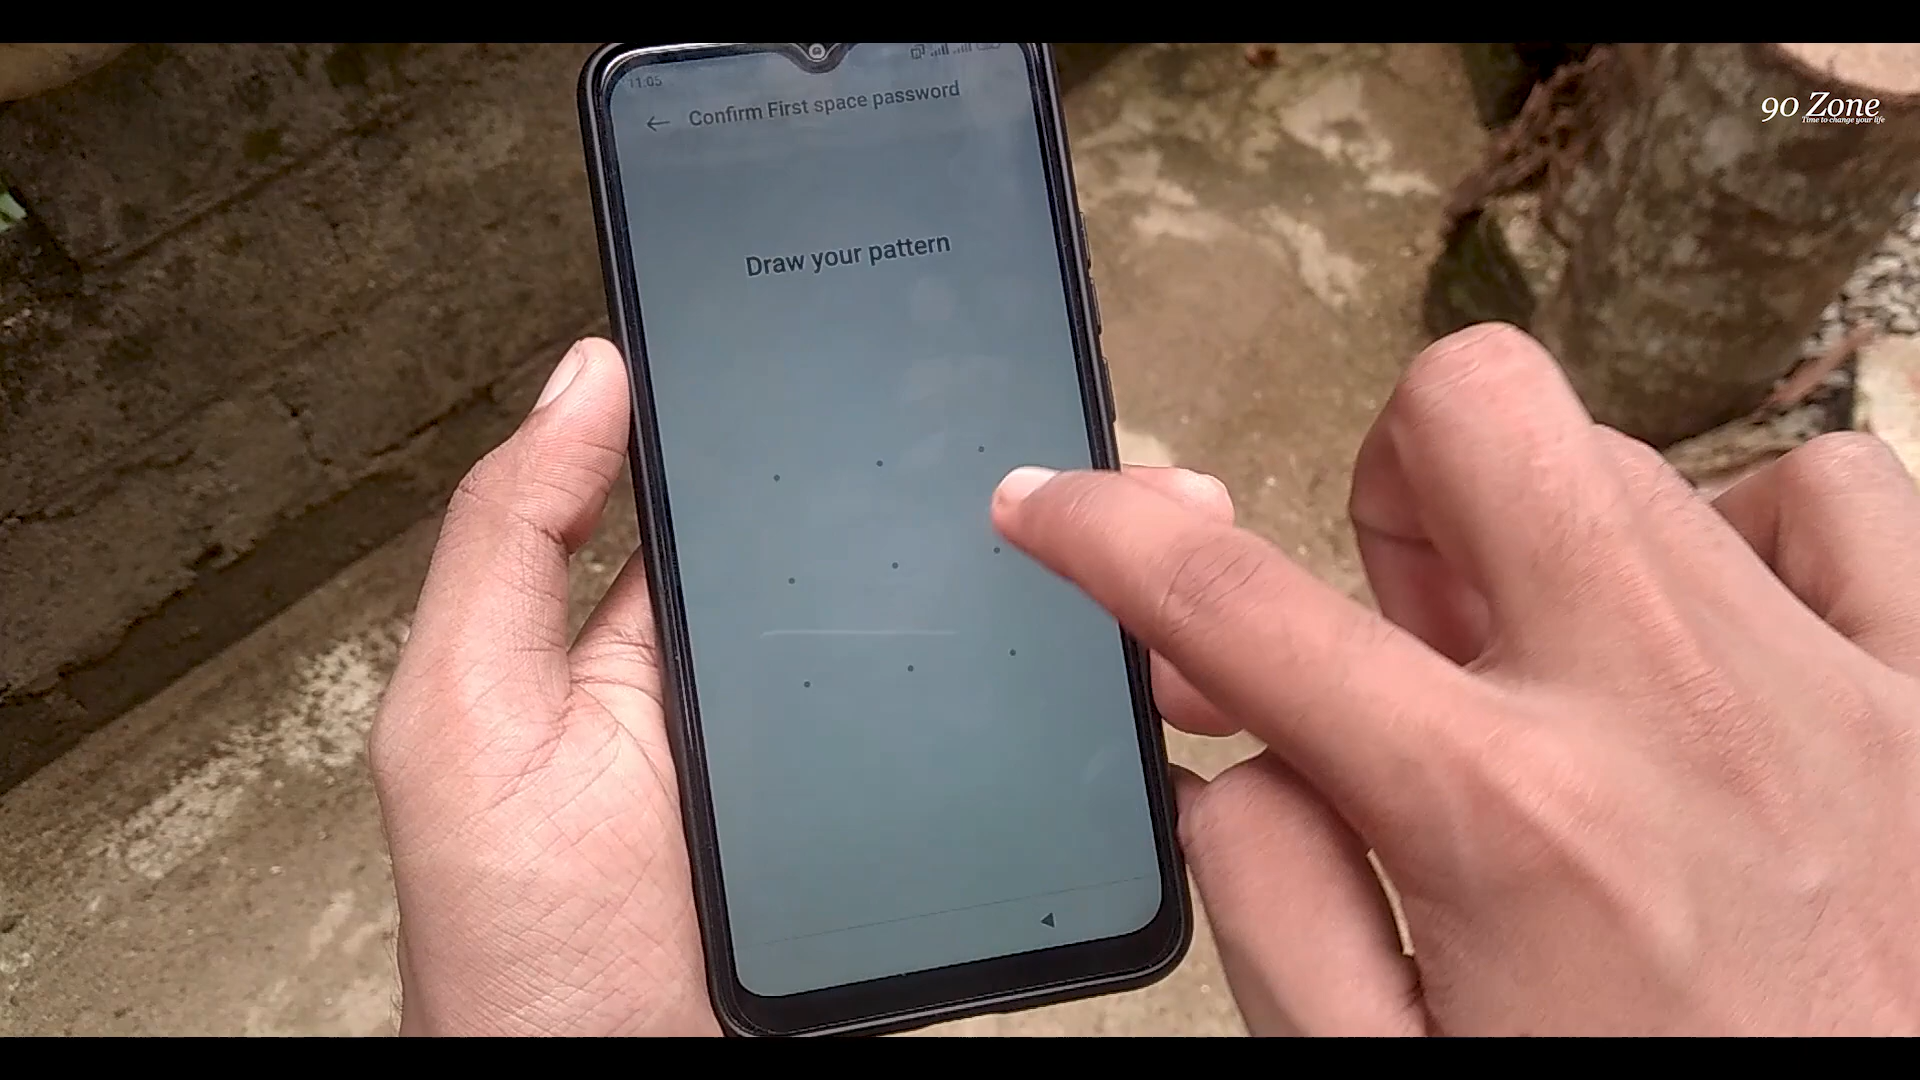 11:05
Confirm First space password
Draw your pattern
90 Zone
Time to change your life